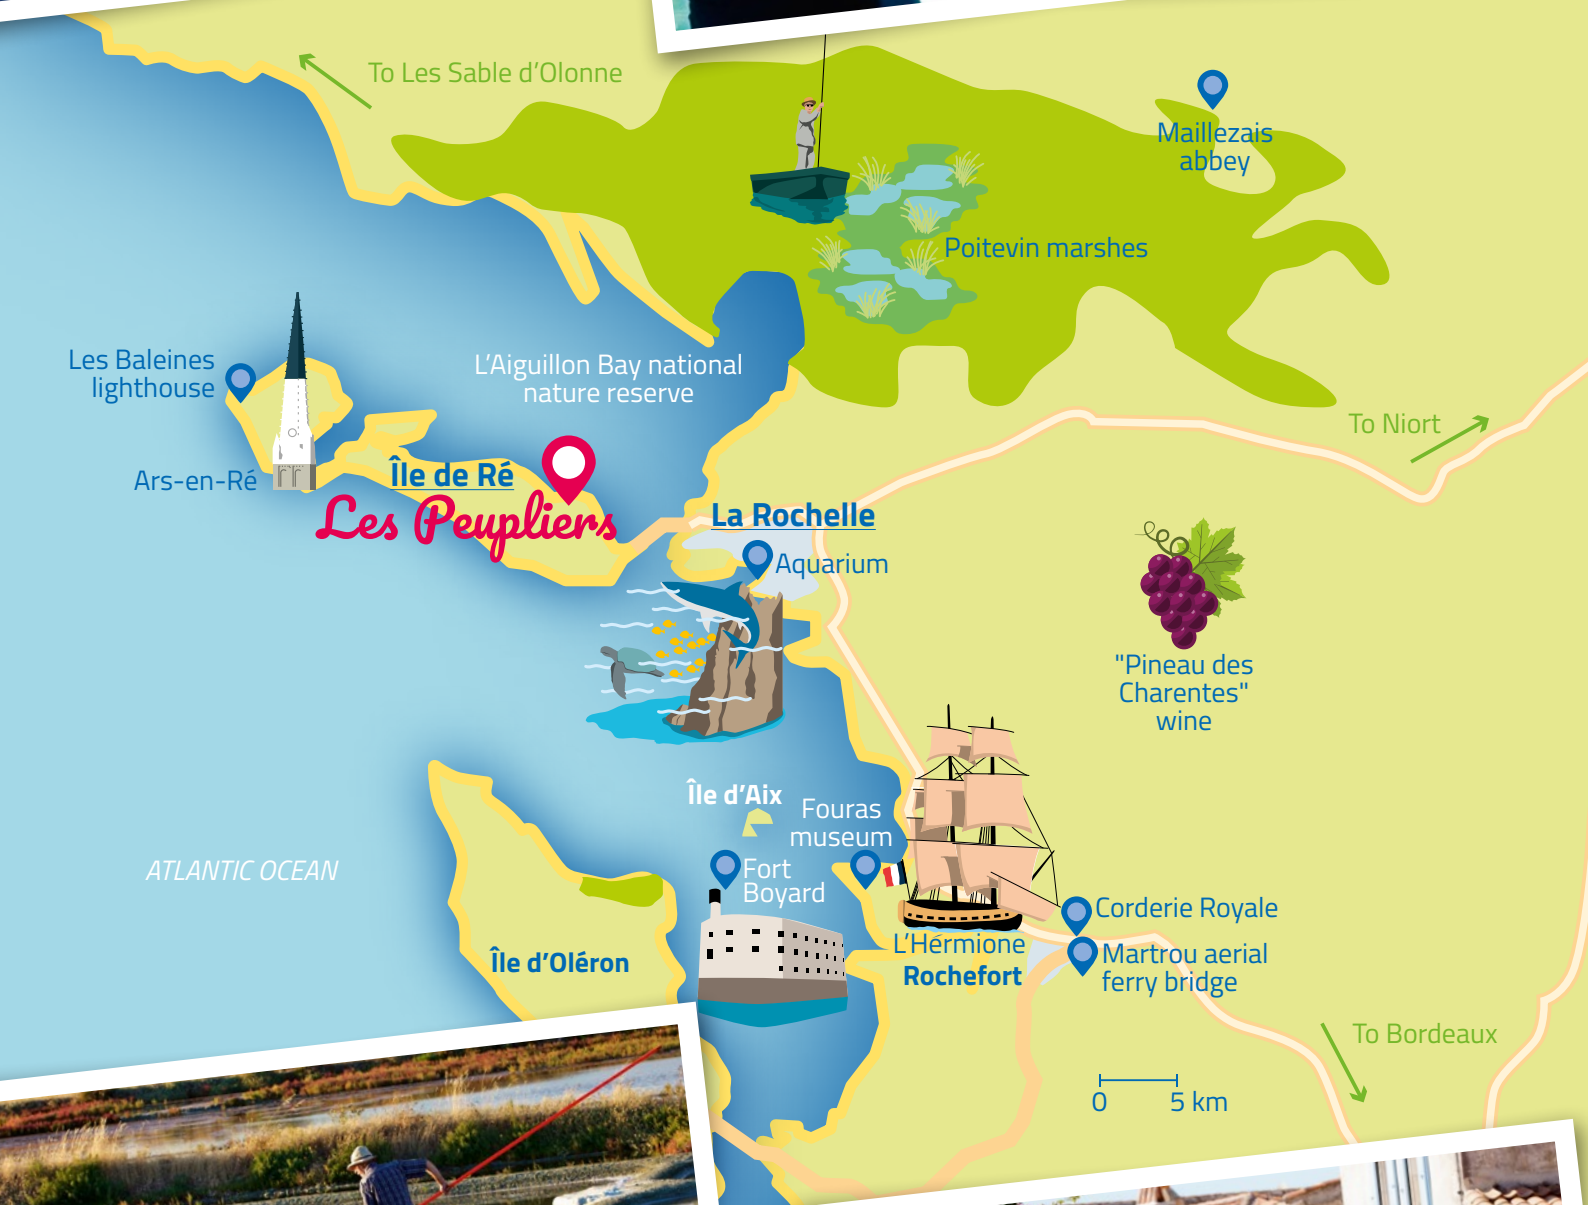 To Les Sable d’Olonne
Maillezais
abbey
Poitevin marshes
Les Baleines
lighthouse
L’Aiguillon Bay national
nature reserve
To Niort
Ars-en-Ré
Île de Ré
Les Peupliers
La Rochelle
Aquarium
"Pineau des
Charentes"
wine
Île d’Aix
Fouras
museum
Fort
Boyard
ATLANTIC OCEAN
Île d’Oléron
L’Hermione
Rochefort
Corderie Royale
Martrou aerial
ferry bridge
To Bordeaux
0 5 km